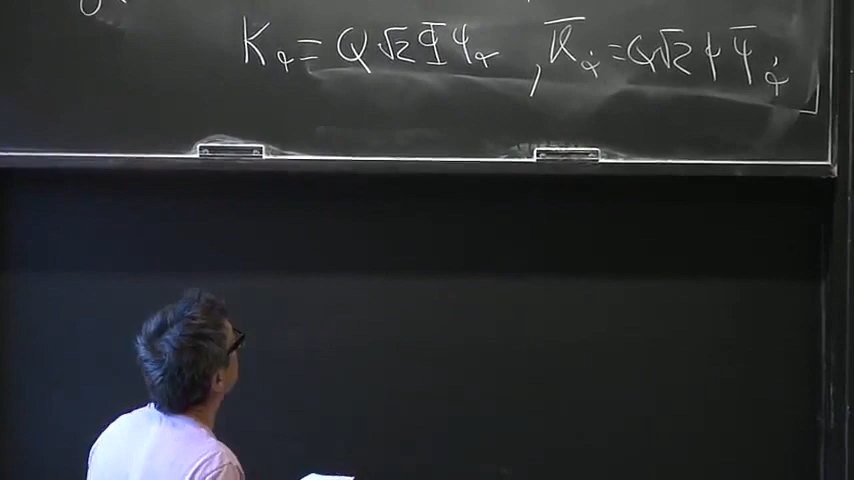 K_α = Q√2 Φ̄ ψ_α , K̄_α̇ = Q√2 φ ψ̄_α̇